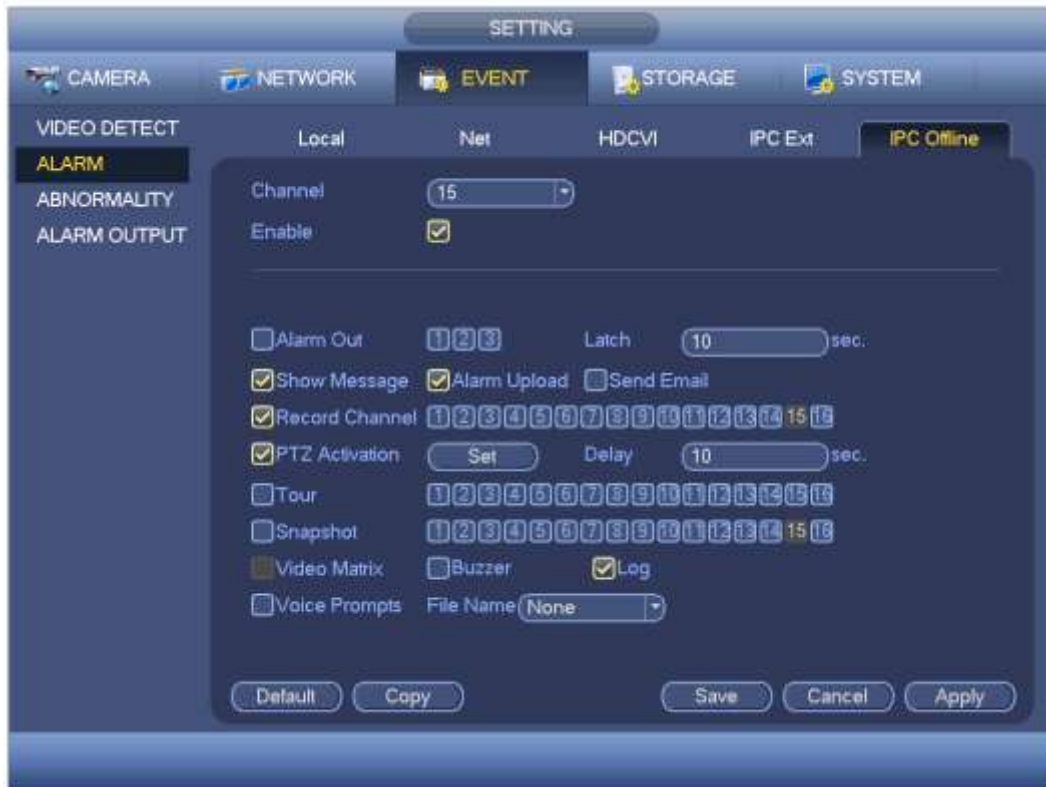 SETTING
CAMERA NETWORK EVENT STORAGE SYSTEM
VIDEO DETECT
ALARM
ABNORMALITY
ALARM OUTPUT
Local Net HDCVI IPC Ext IPC Offline
Channel 15
Enable
Alarm Out 1 2 3 Latch 10 sec.
Show Message Alarm Upload Send Email
Record Channel 1 2 3 4 5 6 7 8 9 10 11 12 13 14 15 16
PTZ Activation Set Delay 10 sec.
Tour 1 2 3 4 5 6 7 8 9 10 11 12 13 14 15 16
Snapshot 1 2 3 4 5 6 7 8 9 10 11 12 13 14 15 16
Video Matrix Buzzer Log
Voice Prompts File Name None
Default Copy Save Cancel Apply